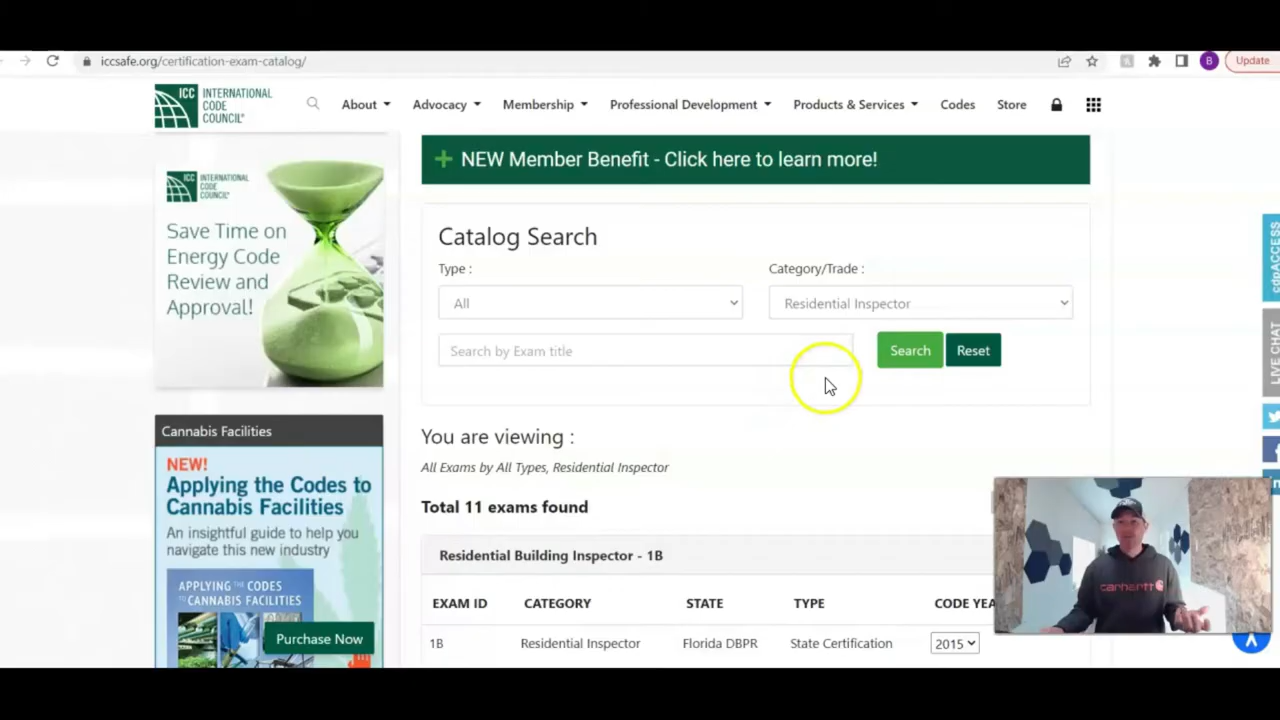 iccsafe.org/certification-exam-catalog/
B
Update
ICC
INTERNATIONAL
CODE
COUNCIL®
About
Advocacy
Membership
Professional Development
Products & Services
Codes
Store
+ NEW Member Benefit - Click here to learn more!
ICC
INTERNATIONAL
CODE
COUNCIL®
Save Time on
Energy Code
Review and
Approval!
Catalog Search
Type :
Category/Trade :
All
Residential Inspector
Search by Exam title
Search
Reset
cdpACCESS
LIVE CHAT
You are viewing :
All Exams by All Types, Residential Inspector
Total 11 exams found
Cannabis Facilities
NEW!
Applying the Codes to
Cannabis Facilities
An insightful guide to help you
navigate this new industry
APPLYING THE CODES
TO CANNABIS FACILITIES
Purchase Now
Residential Building Inspector - 1B
EXAM ID CATEGORY STATE TYPE CODE YEA
1B Residential Inspector Florida DBPR State Certification 2015
carhartt